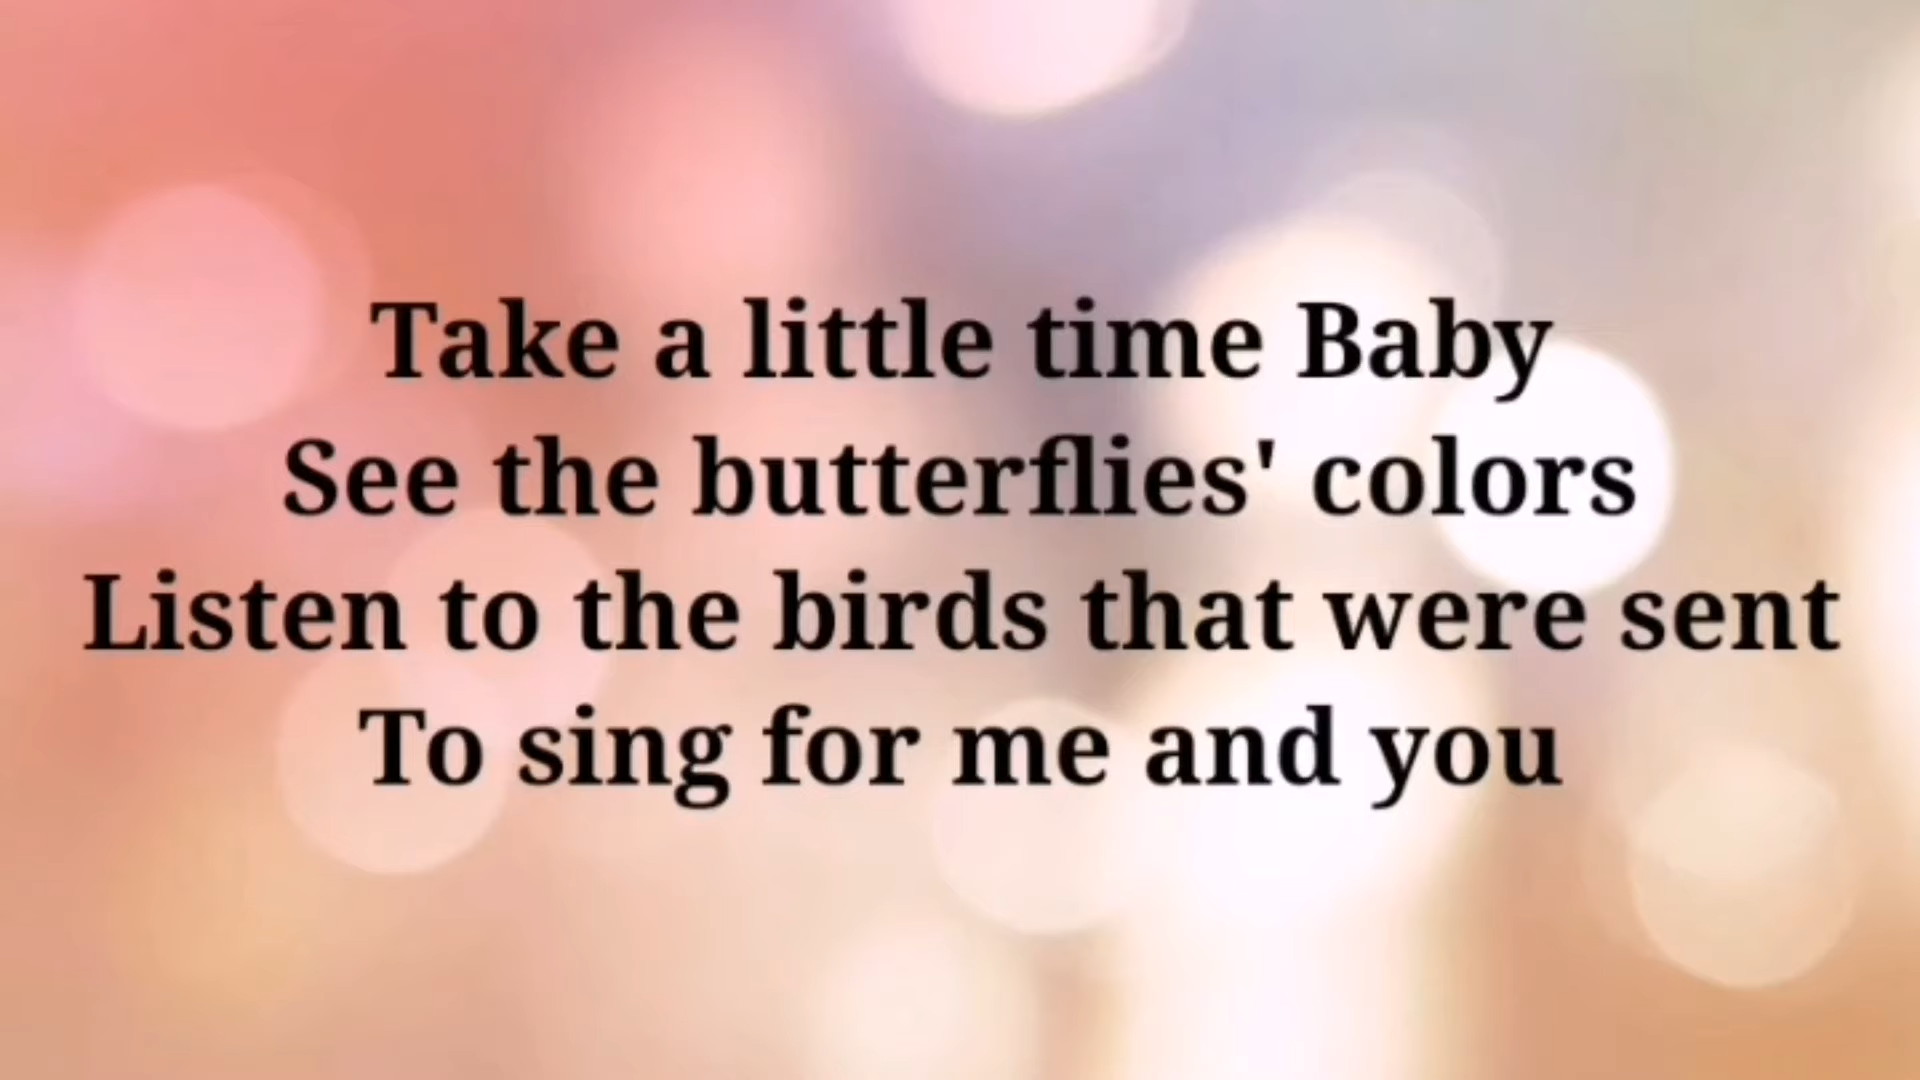 Take a little time Baby
See the butterflies' colors
Listen to the birds that were sent
To sing for me and you